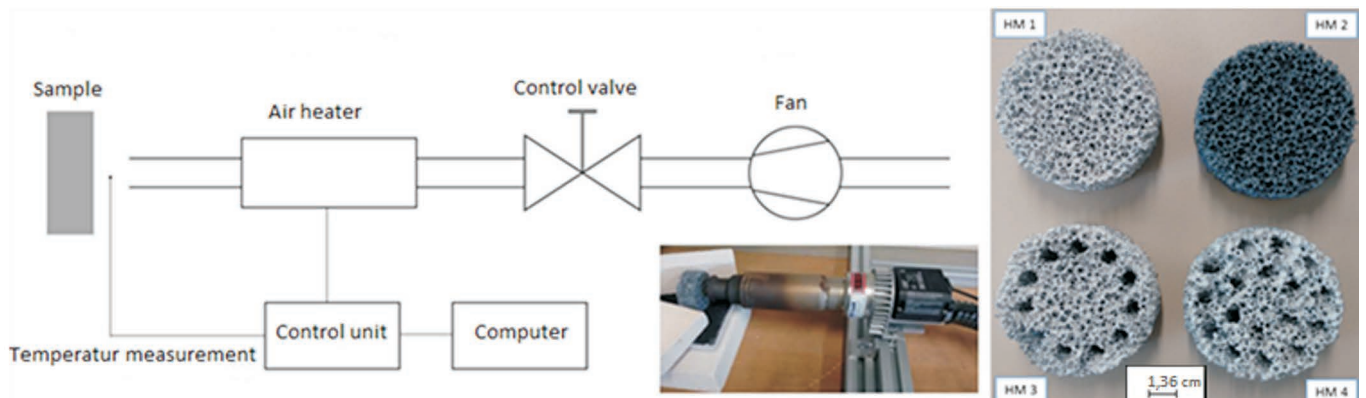 Sample
Air heater
Control valve
Fan
Control unit
Computer
Temperatur measurement
HM 1
HM 2
HM 3
1,36 cm
HM 4